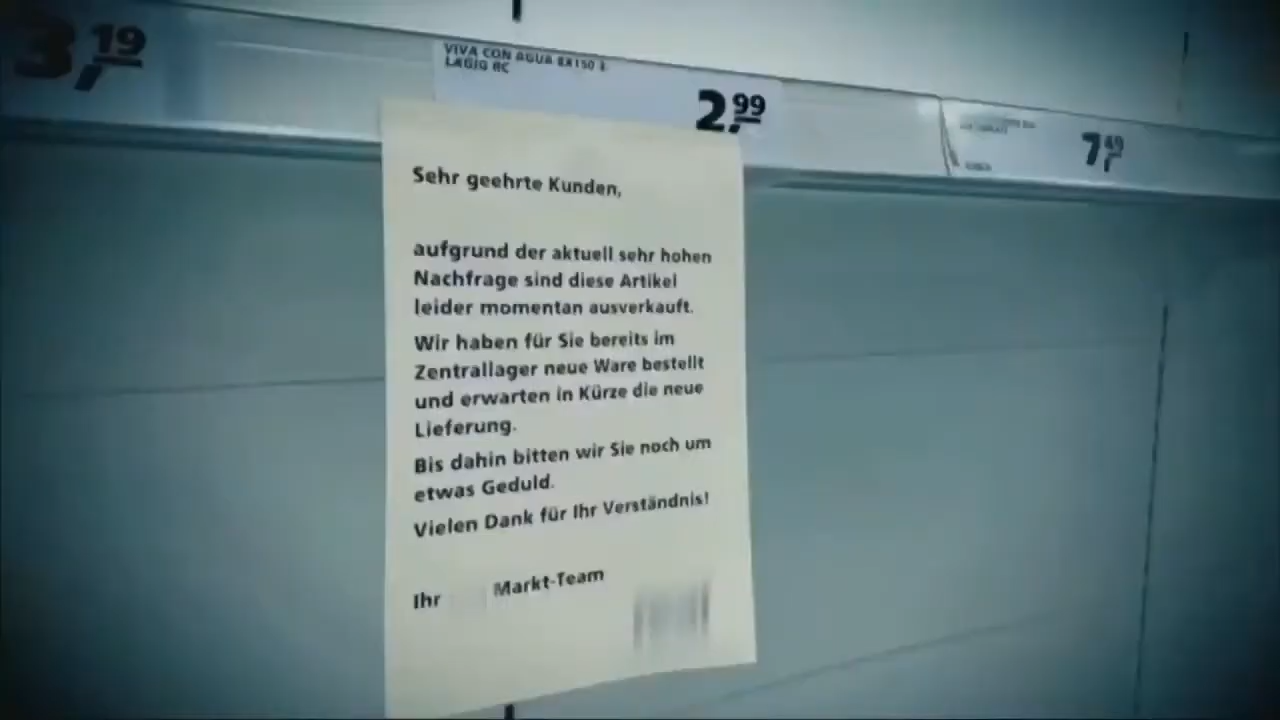 3,19
VIVA CON AGUA 8X150 L
LAGIG RC
2,99
7,49
Sehr geehrte Kunden,
aufgrund der aktuell sehr hohen
Nachfrage sind diese Artikel
leider momentan ausverkauft.
Wir haben für Sie bereits im
Zentrallager neue Ware bestellt
und erwarten in Kürze die neue
Lieferung.
Bis dahin bitten wir Sie noch um
etwas Geduld.
Vielen Dank für Ihr Verständnis!
Ihr Markt-Team